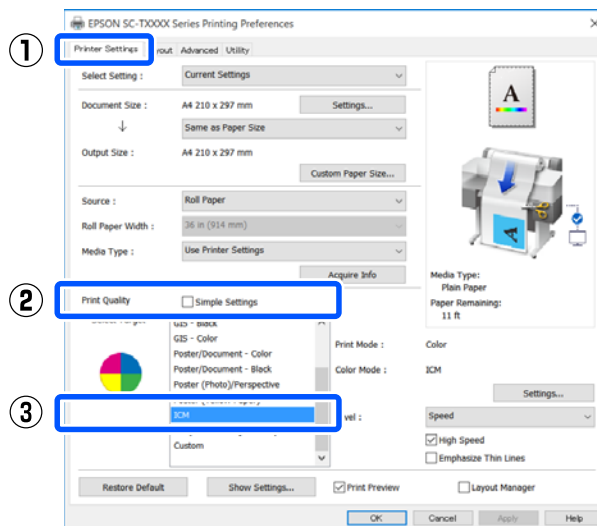 EPSON SC-TXXXX Series Printing Preferences
1
Printer Settings
out
Advanced
Utility
Select Setting :
Current Settings
Document Size :
A4 210 x 297 mm
Settings...
Same as Paper Size
Output Size :
A4 210 x 297 mm
Custom Paper Size...
Source :
Roll Paper
Roll Paper Width :
36 in (914 mm)
Media Type :
Use Printer Settings
Acquire Info
A
Media Type:
Plain Paper
Paper Remaining:
11 ft
2
Print Quality
Simple Settings
GIS - Black
GIS - Color
Poster/Document - Color
Poster/Document - Black
Poster (Photo)/Perspective
3
ICM
Custom
Print Mode :
Color
Color Mode :
ICM
Settings...
vel :
Speed
High Speed
Emphasize Thin Lines
Restore Default
Show Settings...
Print Preview
Layout Manager
OK
Cancel
Apply
Help